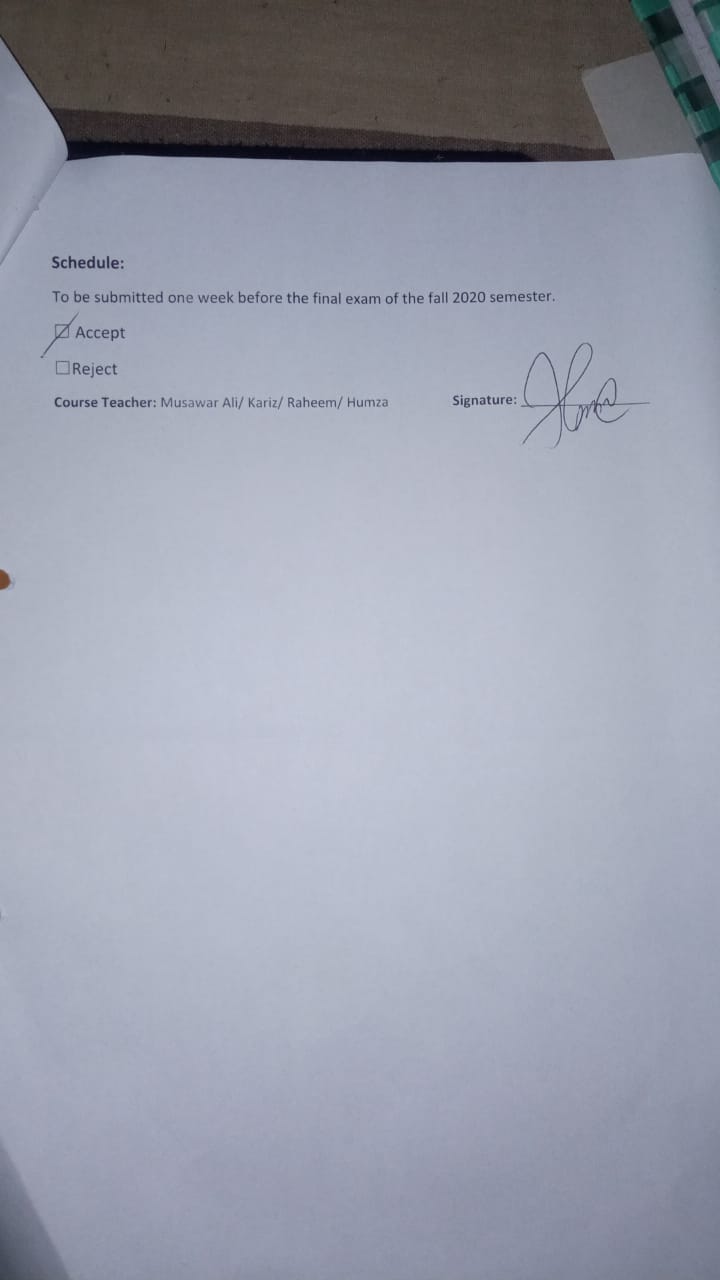 Schedule:
To be submitted one week before the final exam of the fall 2020 semester.
☑ Accept
☐ Reject
Course Teacher: Musawar Ali/ Kariz/ Raheem/ Humza Signature: